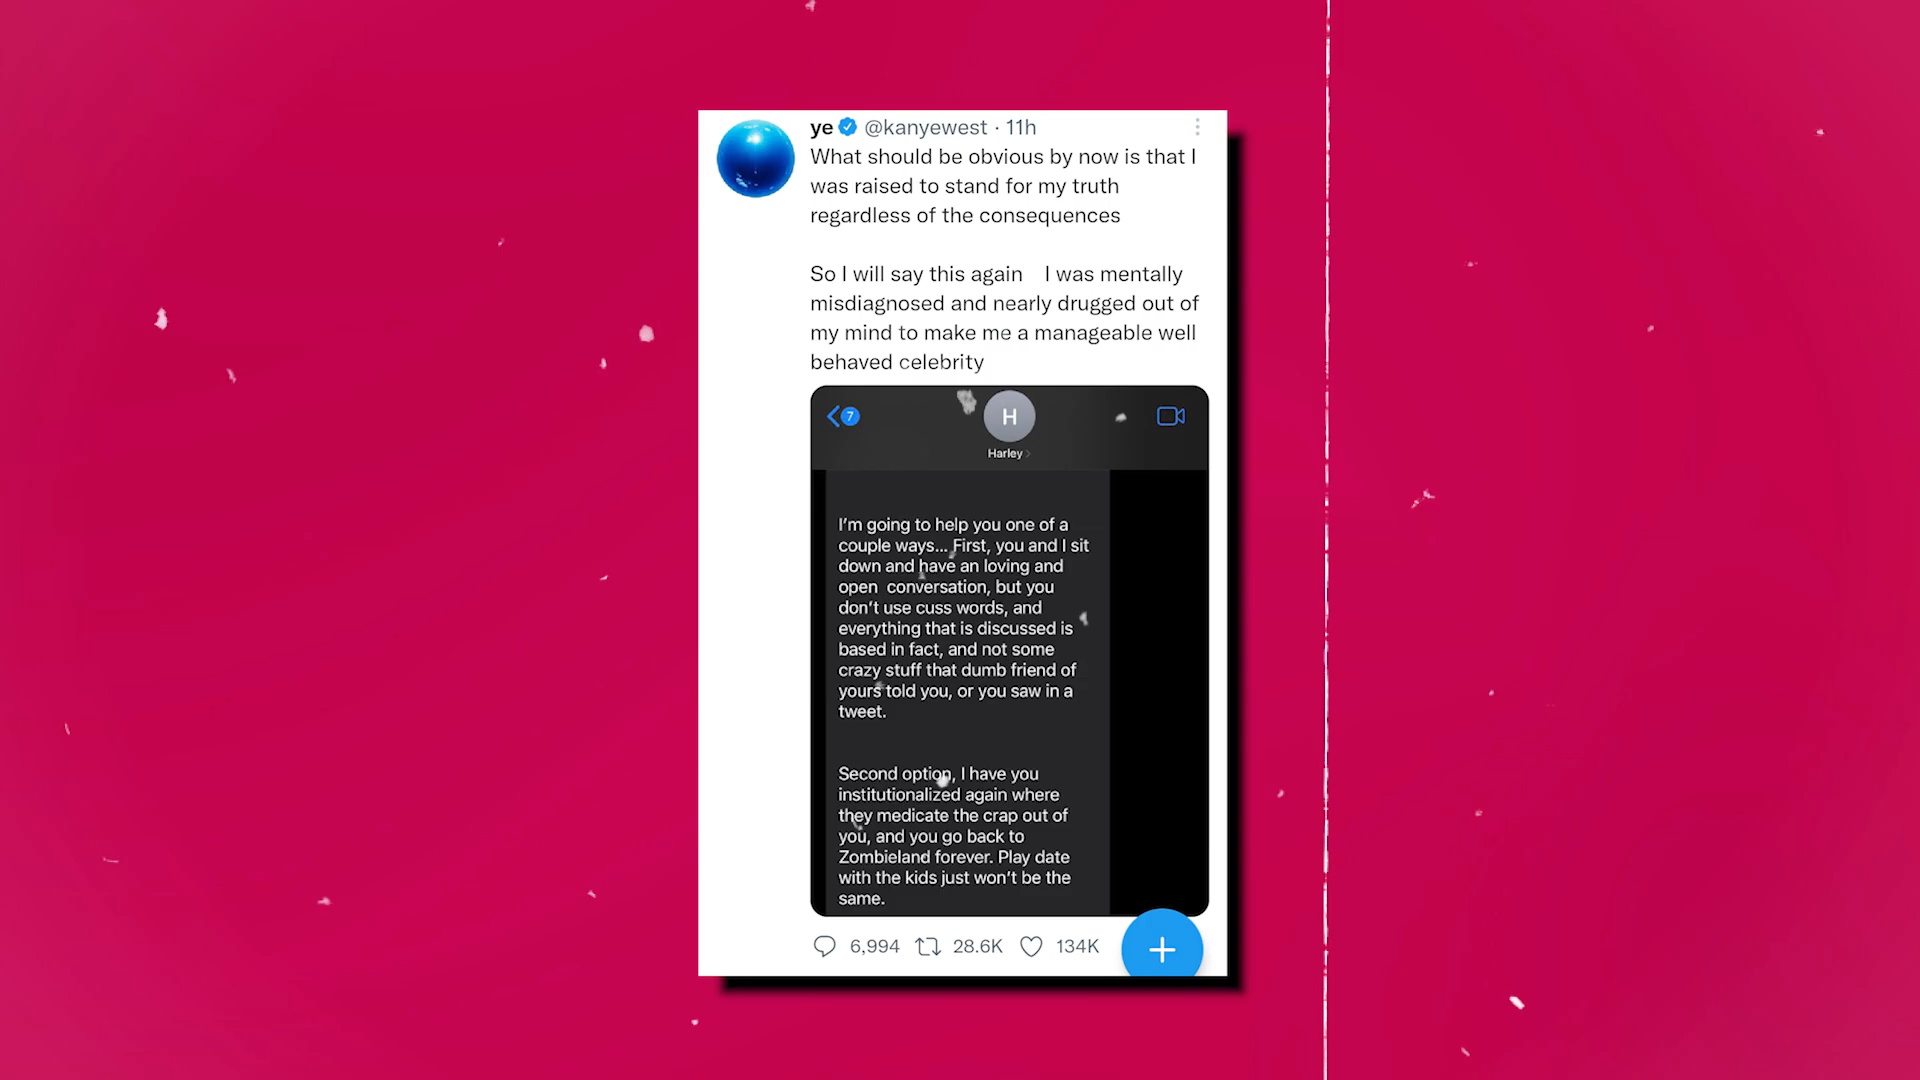 ye @kanyewest · 11h
What should be obvious by now is that I
was raised to stand for my truth
regardless of the consequences
So I will say this again I was mentally
misdiagnosed and nearly drugged out of
my mind to make me a manageable well
behaved celebrity
7
H
Harley
I'm going to help you one of a
couple ways... First, you and I sit
down and have an loving and
open conversation, but you
don't use cuss words, and
everything that is discussed is
based in fact, and not some
crazy stuff that dumb friend of
yours told you, or you saw in a
tweet.
Second option, I have you
institutionalized again where
they medicate the crap out of
you, and you go back to
Zombieland forever. Play date
with the kids just won't be the
same.
6,994 28.6K 134K